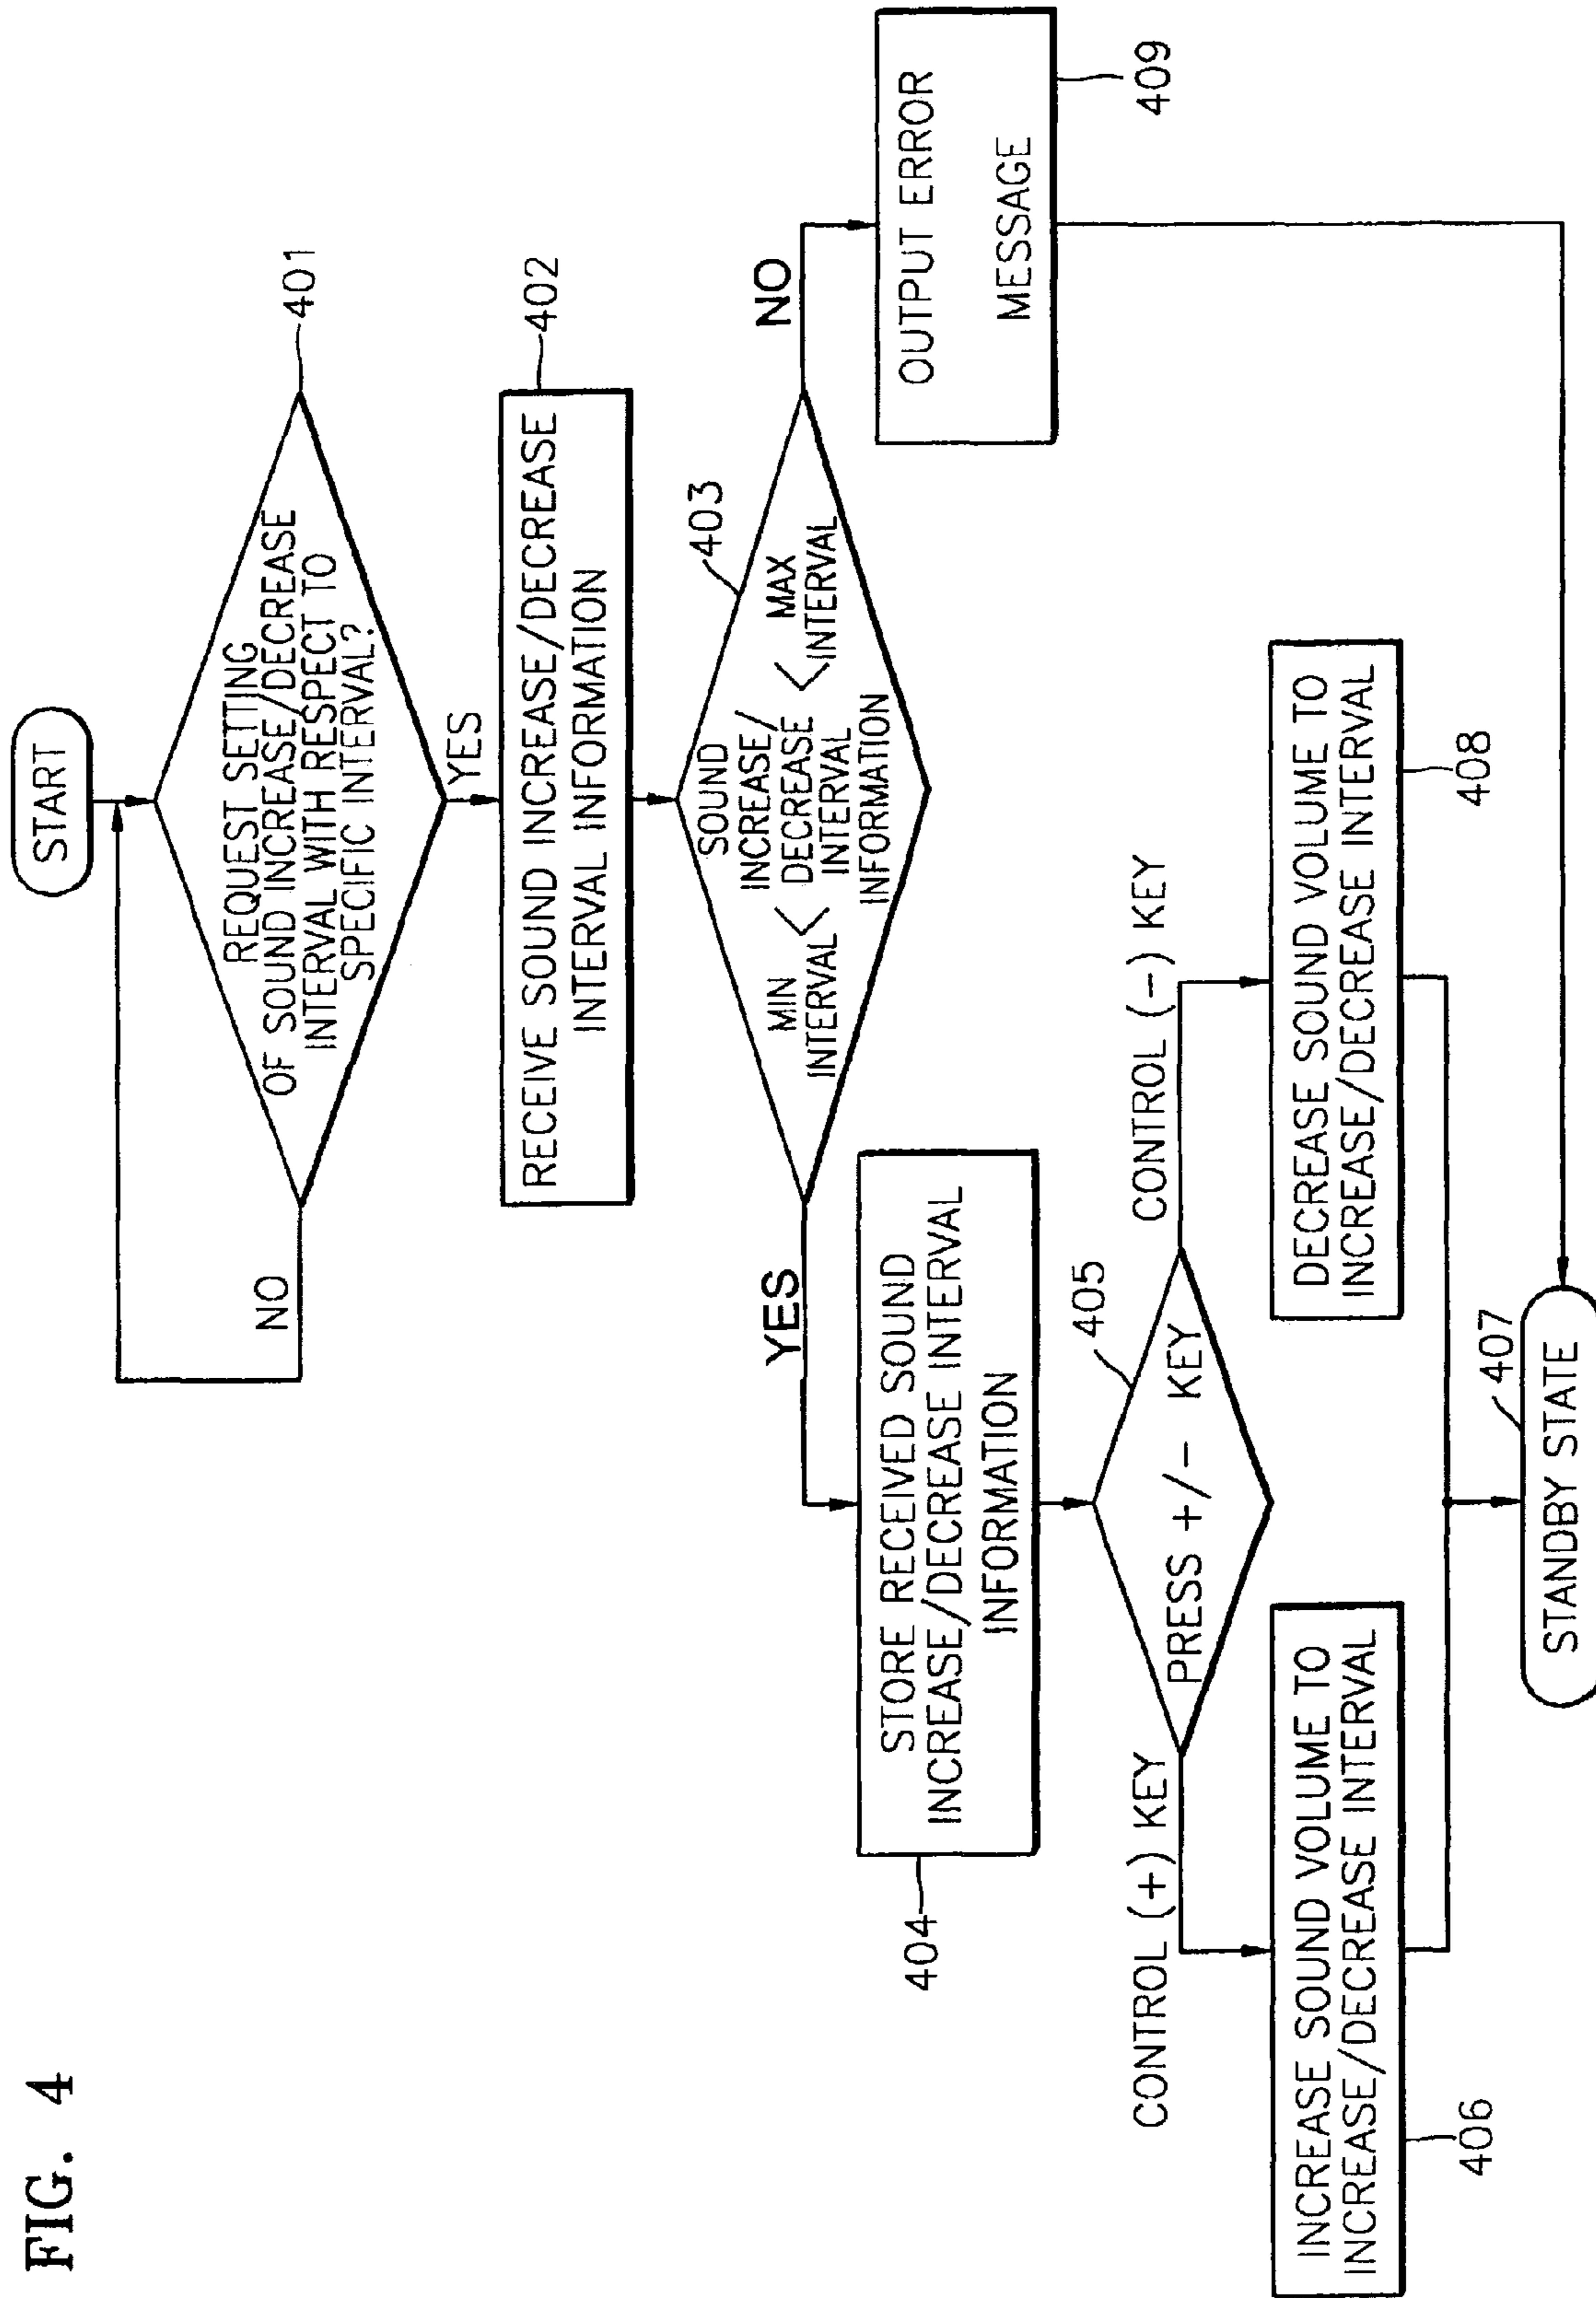 FIG. 4
START
REQUEST SETTING
OF SOUND INCREASE/DECREASE
INTERVAL WITH RESPECT TO
SPECIFIC INTERVAL?
401
NO
YES
RECEIVE SOUND INCREASE/DECREASE
INTERVAL INFORMATION
402
403
MIN
INTERVAL
<
SOUND
INCREASE/
DECREASE
INTERVAL
INFORMATION
<
MAX
INTERVAL
YES
NO
STORE RECEIVED SOUND
INCREASE/DECREASE INTERVAL
INFORMATION
404
OUTPUT ERROR
MESSAGE
409
405
PRESS +/- KEY
CONTROL (+) KEY
CONTROL (-) KEY
INCREASE SOUND VOLUME TO
INCREASE/DECREASE INTERVAL
406
DECREASE SOUND VOLUME TO
INCREASE/DECREASE INTERVAL
408
407
STANDBY STATE